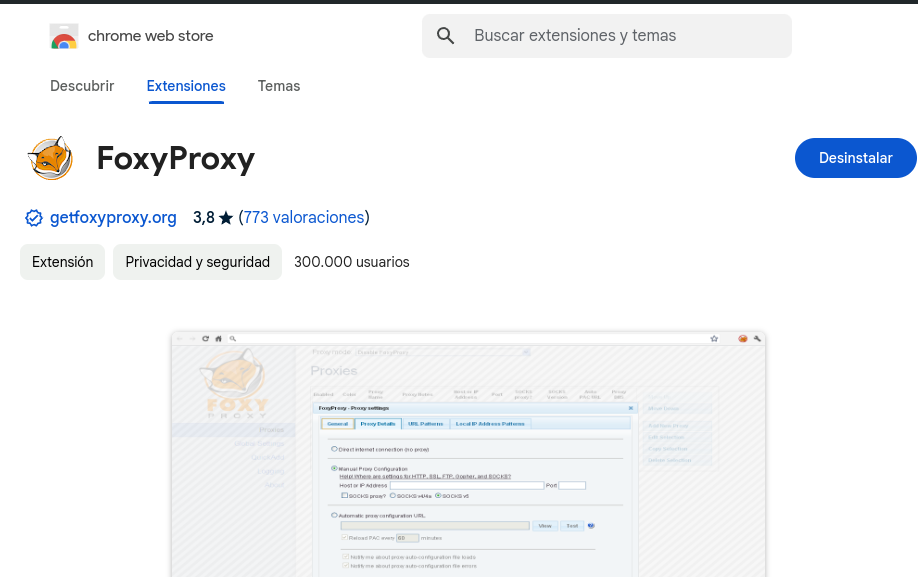 chrome web store
Buscar extensiones y temas
Descubrir Extensiones Temas
FoxyProxy
Desinstalar
getfoxyproxy.org 3,8 ★ (773 valoraciones)
Extensión Privacidad y seguridad 300.000 usuarios
FOXY
PROXY
Proxies
FoxyProxy - Proxy settings
General Proxy Details URL Patterns Local IP Address Patterns
Direct internet connection (no proxy)
Manual Proxy Configuration
Help! Where are settings for HTTP, SSL, FTP, Gopher, and SOCKS?
Host or IP Address Port
SOCKS proxy? SOCKS v4/4a SOCKS v5
Automatic proxy configuration URL
View Test
Reload PAC every 60 minutes
Notify me about proxy auto-configuration file loads
Notify me about proxy auto-configuration file errors